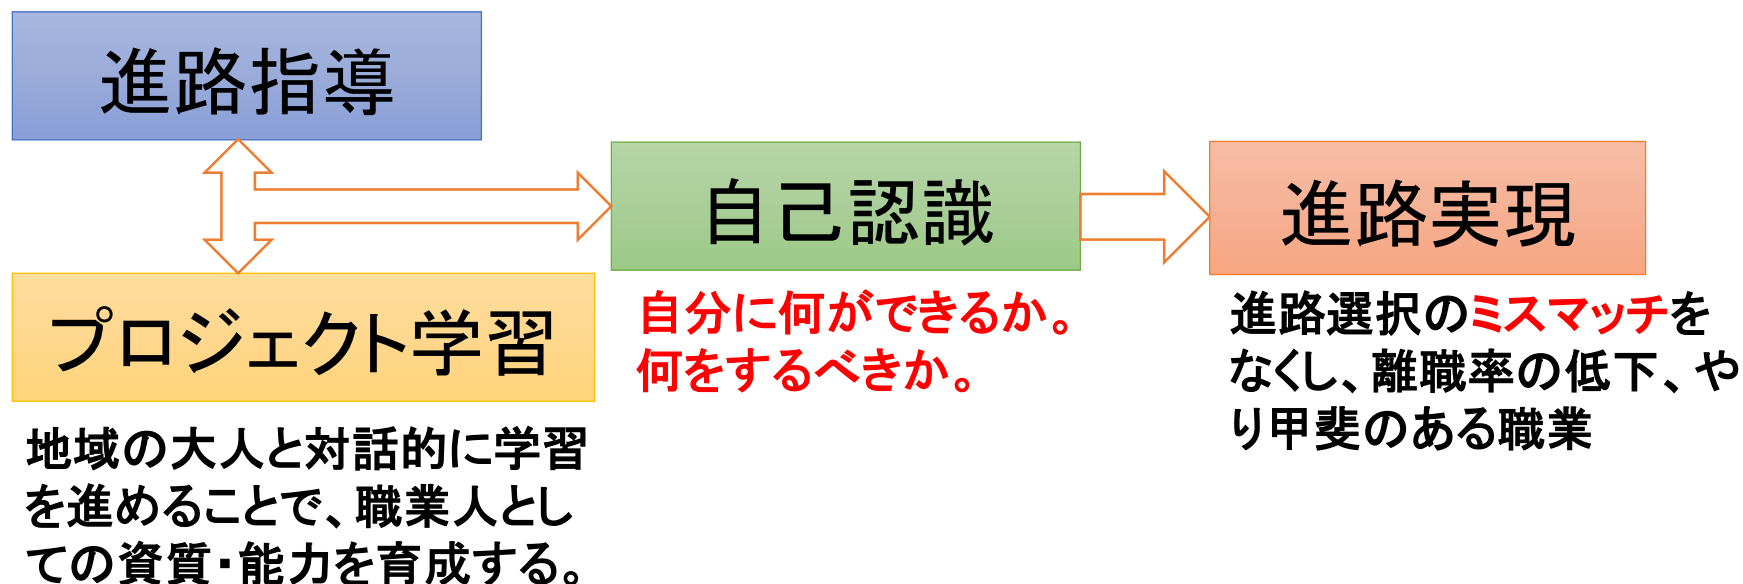 進路指導
自己認識
進路実現
プロジェクト学習
自分に何ができるか。
何をするべきか。
進路選択のミスマッチを
なくし、離職率の低下、や
り甲斐のある職業
地域の大人と対話的に学習
を進めることで、職業人とし
ての資質・能力を育成する。